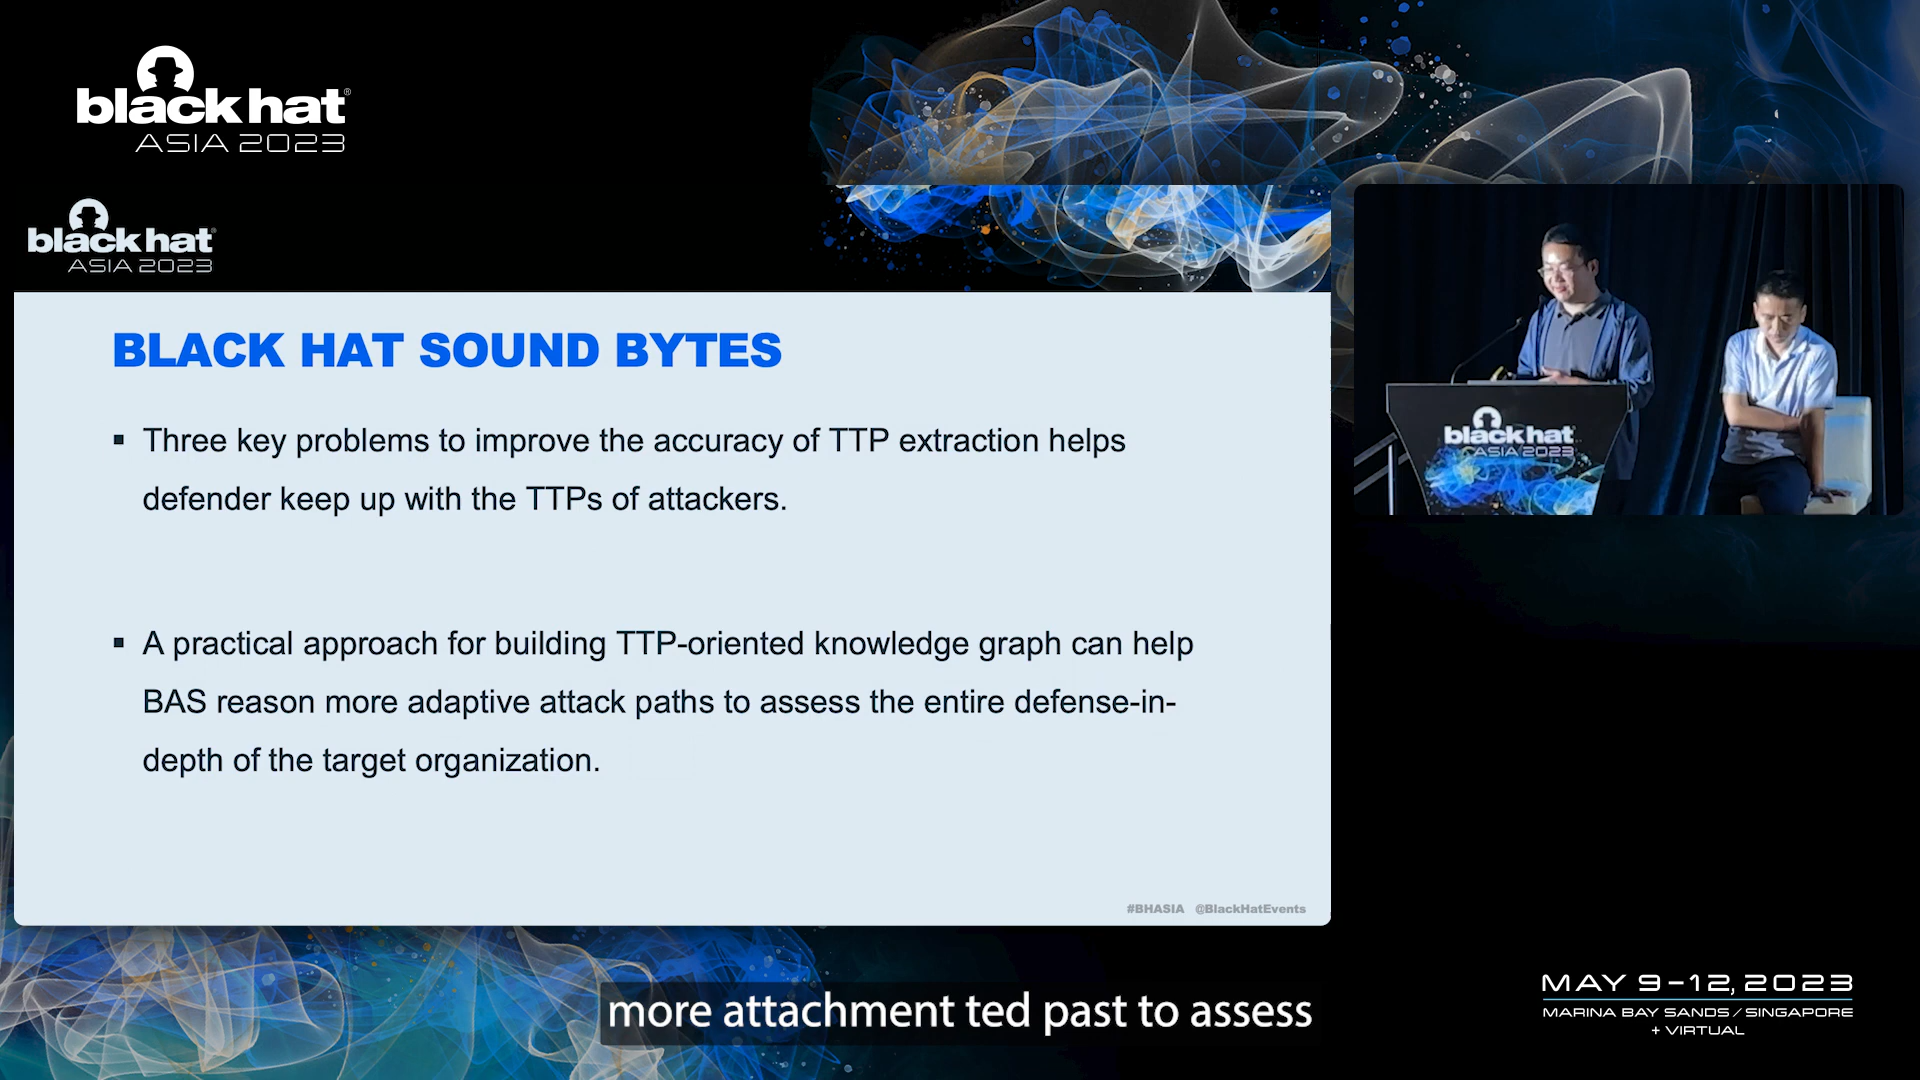 black hat®
ASIA 2023
black hat®
ASIA 2023
BLACK HAT SOUND BYTES
▪ Three key problems to improve the accuracy of TTP extraction helps
defender keep up with the TTPs of attackers.
▪ A practical approach for building TTP-oriented knowledge graph can help
BAS reason more adaptive attack paths to assess the entire defense-in-
depth of the target organization.
#BHASIA @BlackHatEvents
black hat
ASIA 2023
more attachment ted past to assess
MAY 9-12, 2023
MARINA BAY SANDS / SINGAPORE
+ VIRTUAL